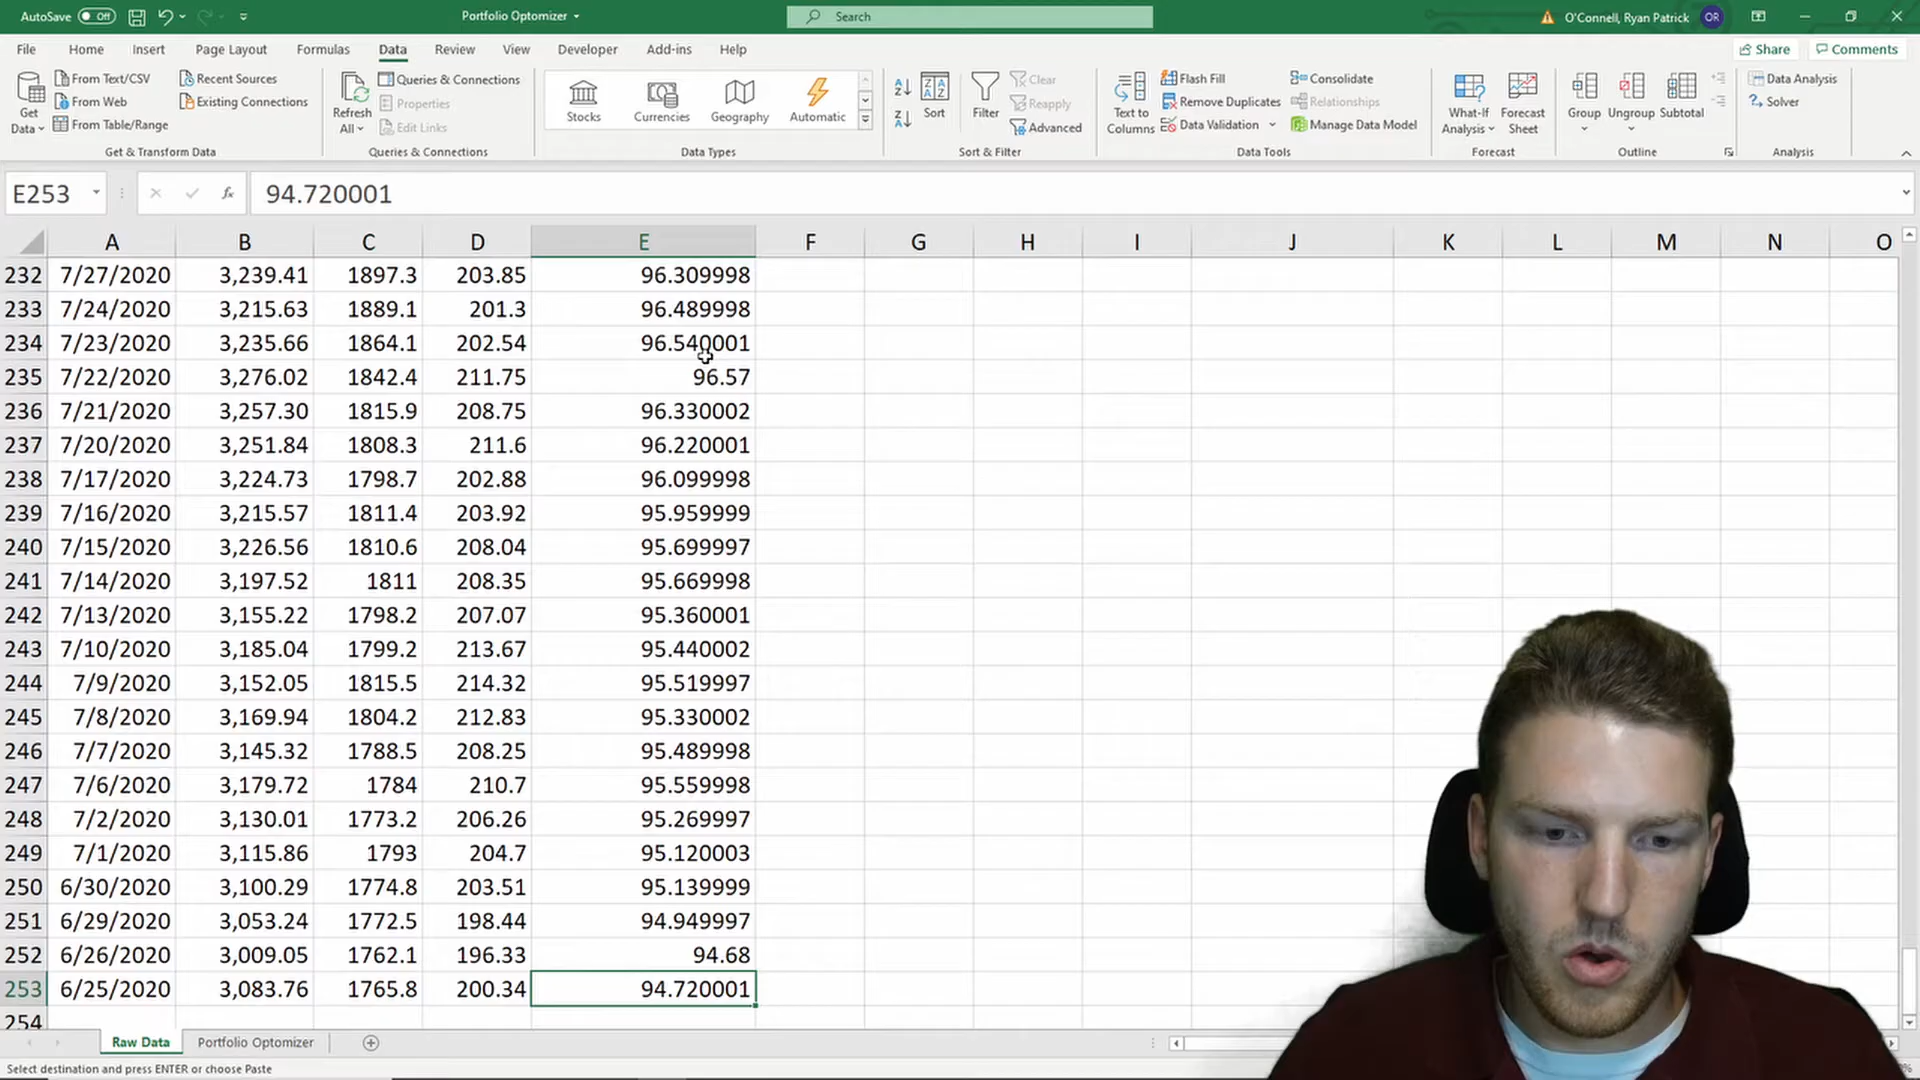 AutoSave Off Portfolio Optomizer Search O'Connell, Ryan Patrick OR
File Home Insert Page Layout Formulas Data Review View Developer Add-ins Help Share Comments
Get Data
From Text/CSV
From Web
From Table/Range
Recent Sources
Existing Connections
Get & Transform Data
Refresh All
Queries & Connections
Properties
Edit Links
Queries & Connections
Stocks Currencies Geography Automatic
Data Types
Sort
Filter
Clear
Reapply
Advanced
Sort & Filter
Text to Columns
Flash Fill
Remove Duplicates
Data Validation
Consolidate
Relationships
Manage Data Model
Data Tools
What-If Analysis
Forecast Sheet
Forecast
Group Ungroup Subtotal
Outline
Data Analysis
Solver
Analysis
E253 fx 94.720001
A B C D E F G H I J K L M N O
232 7/27/2020 3,239.41 1897.3 203.85 96.309998
233 7/24/2020 3,215.63 1889.1 201.3 96.489998
234 7/23/2020 3,235.66 1864.1 202.54 96.540001
235 7/22/2020 3,276.02 1842.4 211.75 96.57
236 7/21/2020 3,257.30 1815.9 208.75 96.330002
237 7/20/2020 3,251.84 1808.3 211.6 96.220001
238 7/17/2020 3,224.73 1798.7 202.88 96.099998
239 7/16/2020 3,215.57 1811.4 203.92 95.959999
240 7/15/2020 3,226.56 1810.6 208.04 95.699997
241 7/14/2020 3,197.52 1811 208.35 95.669998
242 7/13/2020 3,155.22 1798.2 207.07 95.360001
243 7/10/2020 3,185.04 1799.2 213.67 95.440002
244 7/9/2020 3,152.05 1815.5 214.32 95.519997
245 7/8/2020 3,169.94 1804.2 212.83 95.330002
246 7/7/2020 3,145.32 1788.5 208.25 95.489998
247 7/6/2020 3,179.72 1784 210.7 95.559998
248 7/2/2020 3,130.01 1773.2 206.26 95.269997
249 7/1/2020 3,115.86 1793 204.7 95.120003
250 6/30/2020 3,100.29 1774.8 203.51 95.139999
251 6/29/2020 3,053.24 1772.5 198.44 94.949997
252 6/26/2020 3,009.05 1762.1 196.33 94.68
253 6/25/2020 3,083.76 1765.8 200.34 94.720001
254
Raw Data Portfolio Optomizer
Select destination and press ENTER or choose Paste